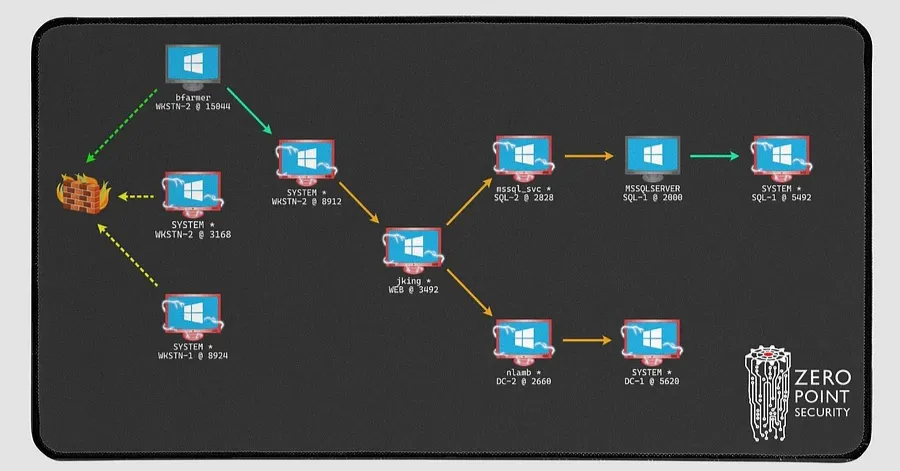 bfarmer
WKSTN-2 @ 15044
SYSTEM *
WKSTN-2 @ 3168
SYSTEM *
WKSTN-1 @ 8924
SYSTEM *
WKSTN-2 @ 8912
jking *
WEB @ 3492
mssql_svc *
SQL-2 @ 2828
MSSQLSERVER
SQL-1 @ 2000
SYSTEM *
SQL-1 @ 5492
nlamb *
DC-2 @ 2660
SYSTEM *
DC-1 @ 5620
ZERO
POINT
SECURITY